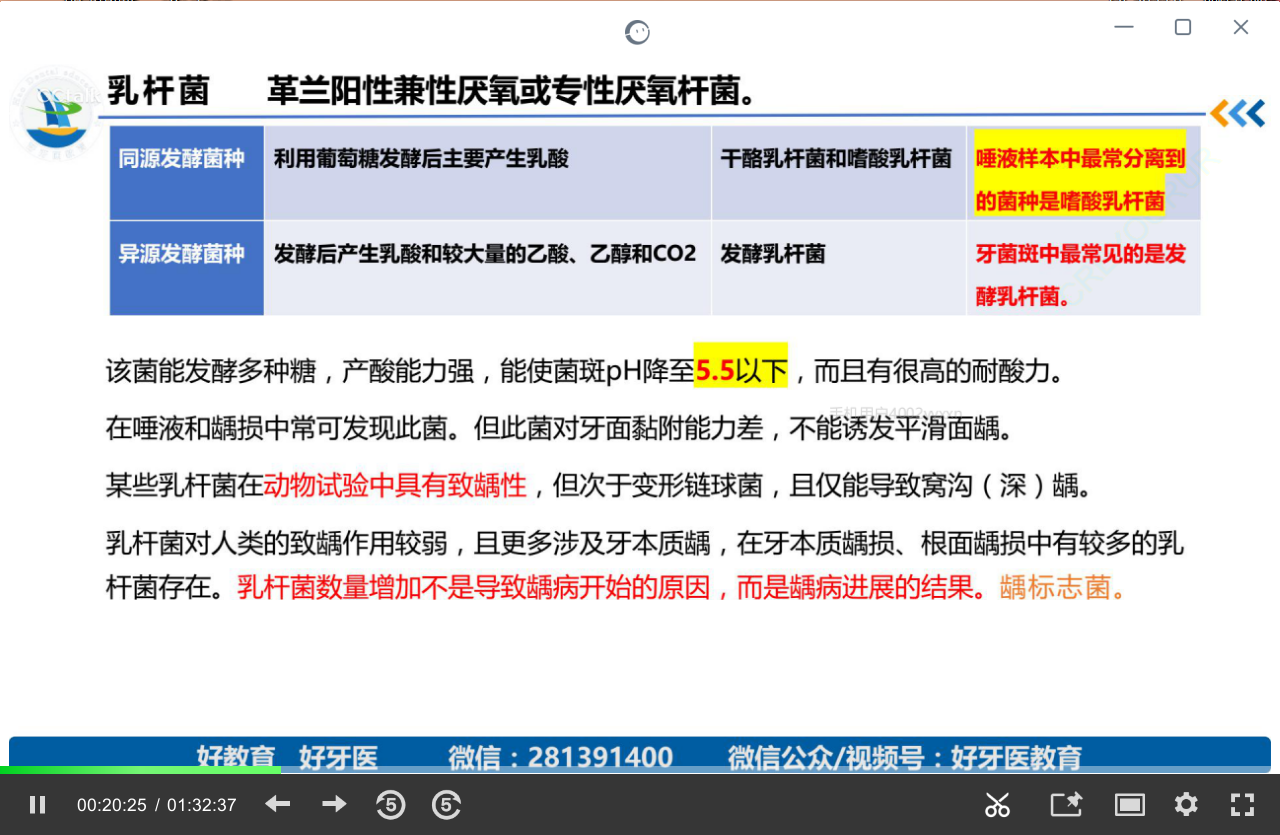 乳杆菌 革兰阳性兼性厌氧或专性厌氧杆菌。
同源发酵菌种 利用葡萄糖发酵后主要产生乳酸 干酪乳杆菌和嗜酸乳杆菌 唾液样本中最常分离到
的菌种是嗜酸乳杆菌
异源发酵菌种 发酵后产生乳酸和较大量的乙酸、乙醇和CO2 发酵乳杆菌 牙菌斑中最常见的是发
酵乳杆菌。
该菌能发酵多种糖，产酸能力强，能使菌斑pH降至5.5以下，而且有很高的耐酸力。
在唾液和龋损中常可发现此菌。但此菌对牙面黏附能力差，不能诱发平滑面龋。
某些乳杆菌在动物试验中具有致龋性，但次于变形链球菌，且仅能导致窝沟（深）龋。
乳杆菌对人类的致龋作用较弱，且更多涉及牙本质龋，在牙本质龋损、根面龋损中有较多的乳
杆菌存在。乳杆菌数量增加不是导致龋病开始的原因，而是龋病进展的结果。龋标志菌。
好教育 好牙医 微信：281391400 微信公众/视频号：好牙医教育
00:20:25 / 01:32:37 5 5